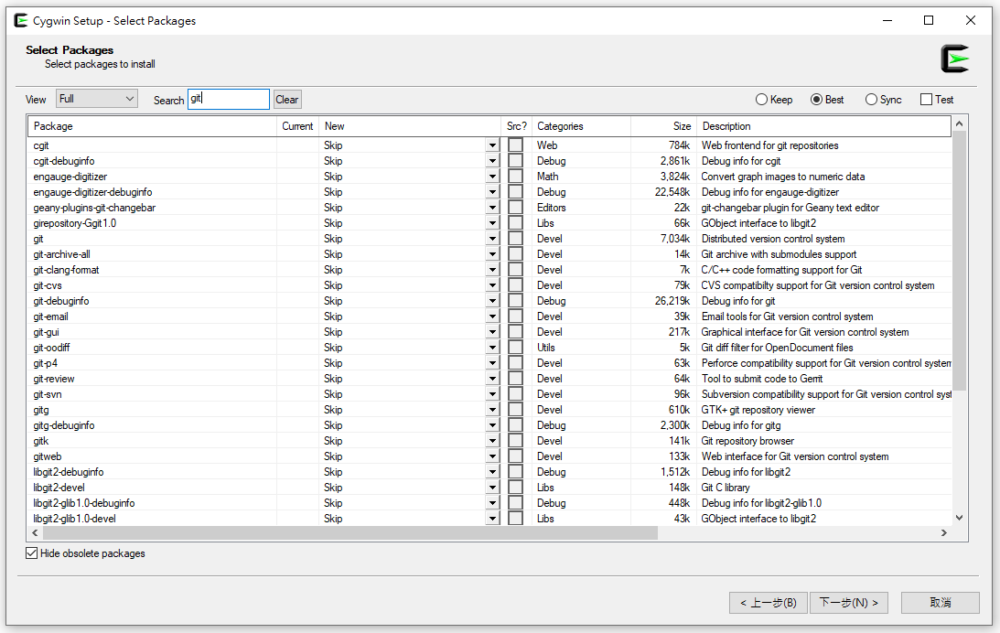 Cygwin Setup - Select Packages
Select Packages
Select packages to install
View Full Search git Clear Keep Best Sync Test
Package Current New Src? Categories Size Description
cgit Skip Web 784k Web frontend for git repositories
cgit-debuginfo Skip Debug 2,861k Debug info for cgit
engauge-digitizer Skip Math 3,824k Convert graph images to numeric data
engauge-digitizer-debuginfo Skip Debug 22,548k Debug info for engauge-digitizer
geany-plugins-git-changebar Skip Editors 22k git-changebar plugin for Geany text editor
girepository-Ggit1.0 Skip Libs 66k GObject interface to libgit2
git Skip Devel 7,034k Distributed version control system
git-archive-all Skip Devel 14k Git archive with submodules support
git-clang-format Skip Devel 7k C/C++ code formatting support for Git
git-cvs Skip Devel 79k CVS compatibilty support for Git version control system
git-debuginfo Skip Debug 26,219k Debug info for git
git-email Skip Devel 39k Email tools for Git version control system
git-gui Skip Devel 217k Graphical interface for Git version control system
git-oodiff Skip Utils 5k Git diff filter for OpenDocument files
git-p4 Skip Devel 63k Perforce compatibility support for Git version control system
git-review Skip Devel 64k Tool to submit code to Gerrit
git-svn Skip Devel 96k Subversion compatibility support for Git version control syst
gitg Skip Devel 610k GTK+ git repository viewer
gitg-debuginfo Skip Debug 2,300k Debug info for gitg
gitk Skip Devel 141k Git repository browser
gitweb Skip Devel 133k Web interface for Git version control system
libgit2-debuginfo Skip Debug 1,512k Debug info for libgit2
libgit2-devel Skip Libs 148k Git C library
libgit2-glib1.0-debuginfo Skip Debug 448k Debug info for libgit2-glib1.0
libgit2-glib1.0-devel Skip Libs 43k GObject interface to libgit2
Hide obsolete packages
< 上一步(B) 下一步(N) > 取消